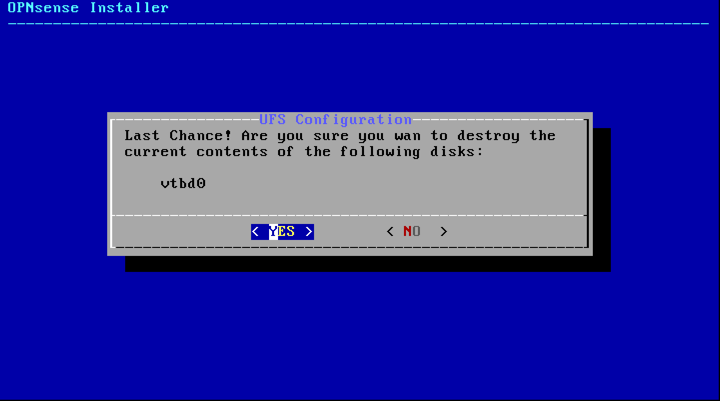 OPNsense Installer
UFS Configuration
Last Chance! Are you sure you wan to destroy the
current contents of the following disks:
vtbd0
< YES > < NO >